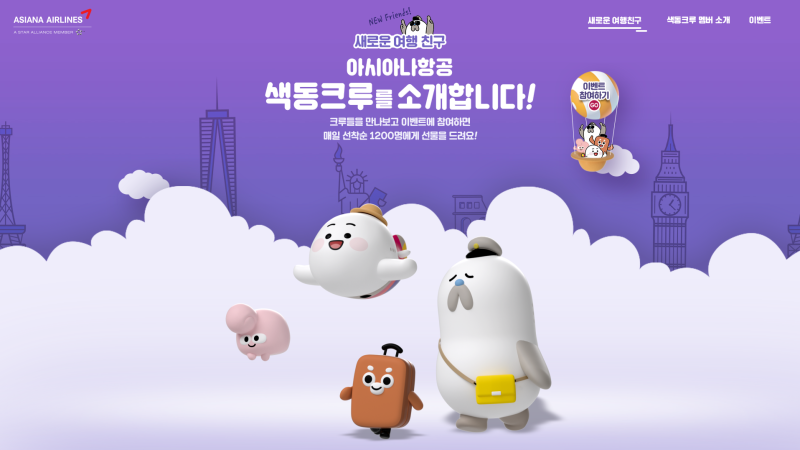 ASIANA AIRLINES
A STAR ALLIANCE MEMBER
새로운 여행친구
색동크루 멤버 소개
이벤트
NEW Friends!
새로운 여행 친구
아시아나항공
색동크루를 소개합니다!
크루들을 만나보고 이벤트에 참여하면
매일 선착순 1200명에게 선물을 드려요!
이벤트
참여하기
GO